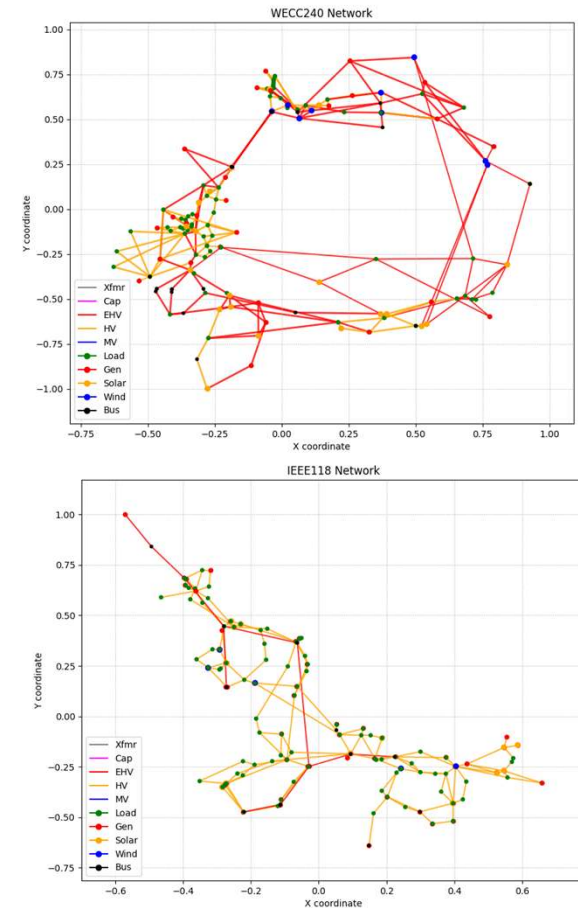 WECC240 Network
1.00
0.75
0.50
0.25
0.00
−0.25
−0.50
−0.75
−1.00
Y coordinate
Xfmr
Cap
EHV
HV
MV
Load
Gen
Solar
Wind
Bus
−0.75 −0.50 −0.25 0.00 0.25 0.50 0.75 1.00
X coordinate
IEEE118 Network
1.00
0.75
0.50
0.25
0.00
−0.25
−0.50
−0.75
Y coordinate
Xfmr
Cap
EHV
HV
MV
Load
Gen
Solar
Wind
Bus
−0.6 −0.4 −0.2 0.0 0.2 0.4 0.6
X coordinate